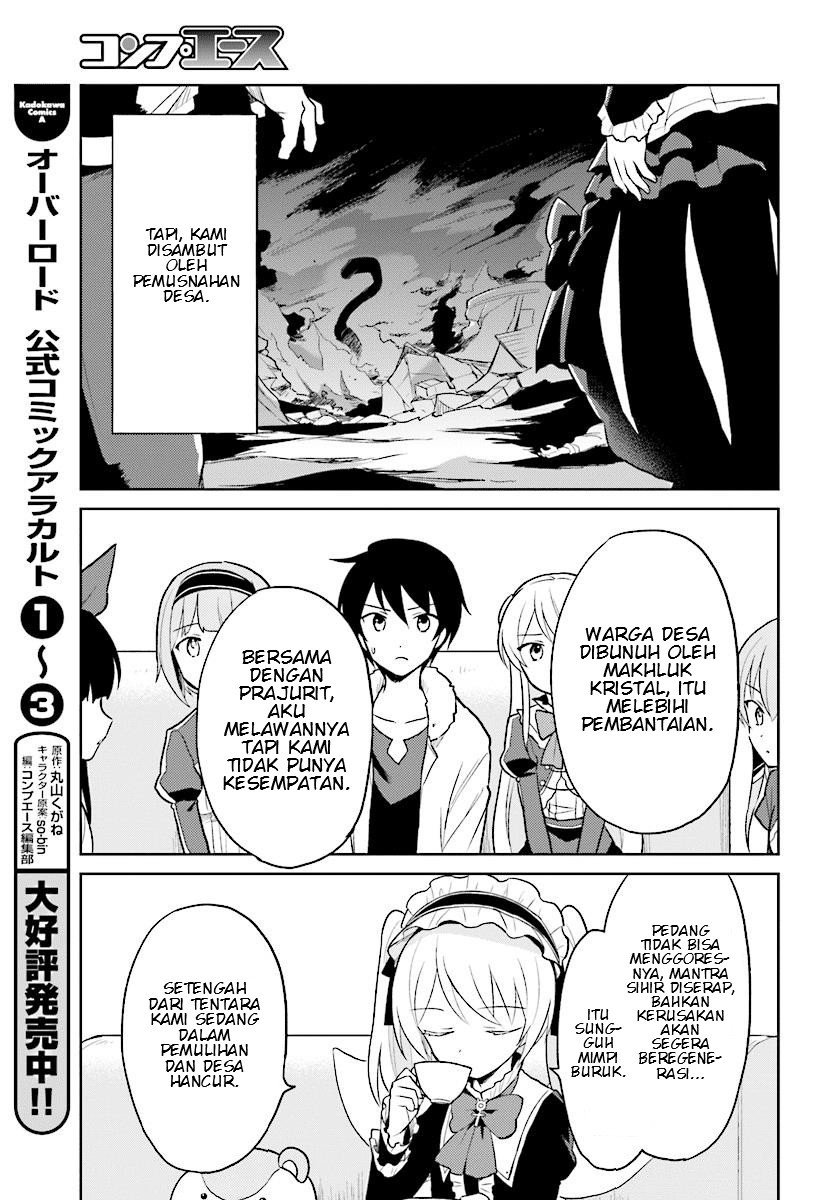 コンプ・エース
Kadokawa
Comics
A
オーバーロード 公式コミックアラカルト 1〜3
原作:丸山くがね
キャラクター原案:so-bin
編:コンプエース編集部
大好評発売中!!
TAPI, KAMI
DISAMBUT
OLEH
PEMUSNAHAN
DESA.
WARGA DESA
DIBUNUH OLEH
MAKHLUK
KRISTAL, ITU
MELEBIHI
PEMBANTAIAN.
BERSAMA
DENGAN
PRAJURIT,
AKU
MELAWANNYA
TAPI KAMI
TIDAK PUNYA
KESEMPATAN.
PEDANG
TIDAK BISA
MENGGORES-
NYA, MANTRA
SIHIR DISERAP,
BAHKAN
KERUSAKAN
AKAN
SEGERA
BEREGENE-
RASI...
ITU
SUNG-
GUH
MIMPI
BURUK.
SETENGAH
DARI TENTARA
KAMI SEDANG
DALAM
PEMULIHAN
DAN DESA
HANCUR.